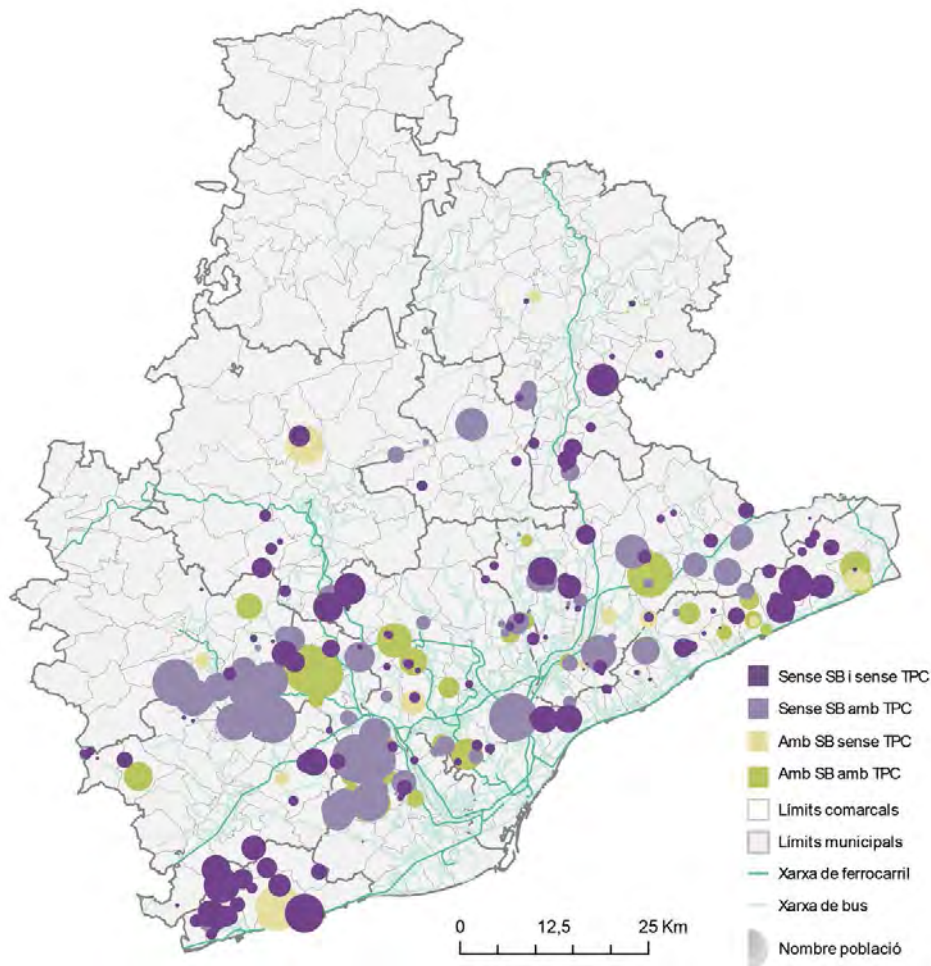 Sense SB i sense TPC
Sense SB amb TPC
Amb SB sense TPC
Amb SB amb TPC
Límits comarcals
Límits municipals
Xarxa de ferrocarril
Xarxa de bus
Nombre població
0 12,5 25 Km